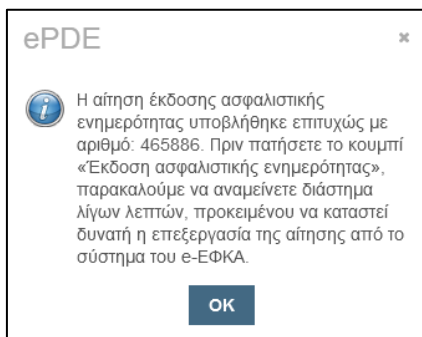 ePDE
Η αίτηση έκδοσης ασφαλιστικής
ενημερότητας υποβλήθηκε επιτυχώς με
αριθμό: 465886. Πριν πατήσετε το κουμπί
«Έκδοση ασφαλιστικής ενημερότητας»,
παρακαλούμε να αναμείνετε διάστημα
λίγων λεπτών, προκειμένου να καταστεί
δυνατή η επεξεργασία της αίτησης από το
σύστημα του e-ΕΦΚΑ.
OK